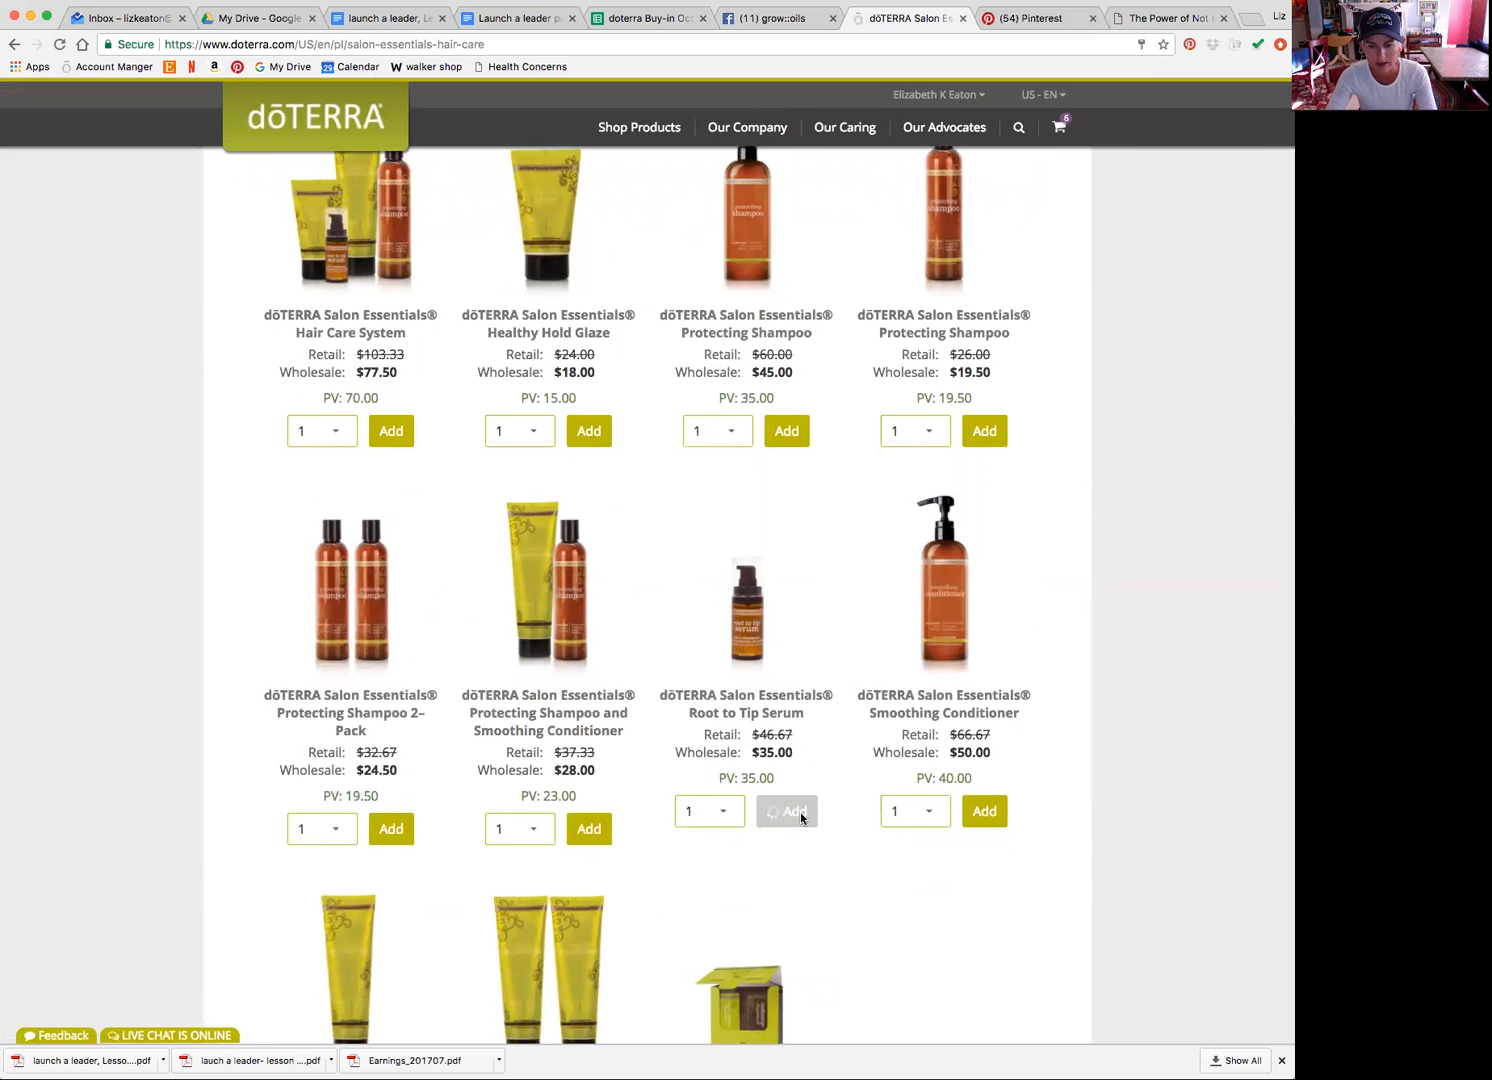 Inbox – lizkeaton@
My Drive - Google
launch a leader, Le
Launch a leader p
doterra Buy-in Oc
(11) grow::oils
dōTERRA Salon Es
(54) Pinterest
The Power of Not
Liz
Secure
https://www.doterra.com/US/en/pl/salon-essentials-hair-care
Apps
Account Manger
My Drive
Calendar
walker shop
Health Concerns
dōTERRA®
Elizabeth K Eaton
US - EN
Shop Products
Our Company
Our Caring
Our Advocates
6
dōTERRA Salon Essentials®
Hair Care System
Retail: $103.33
Wholesale: $77.50
PV: 70.00
1
Add
dōTERRA Salon Essentials®
Healthy Hold Glaze
Retail: $24.00
Wholesale: $18.00
PV: 15.00
1
Add
dōTERRA Salon Essentials®
Protecting Shampoo
Retail: $60.00
Wholesale: $45.00
PV: 35.00
1
Add
dōTERRA Salon Essentials®
Protecting Shampoo
Retail: $26.00
Wholesale: $19.50
PV: 19.50
1
Add
dōTERRA Salon Essentials®
Protecting Shampoo 2–
Pack
Retail: $32.67
Wholesale: $24.50
PV: 19.50
1
Add
dōTERRA Salon Essentials®
Protecting Shampoo and
Smoothing Conditioner
Retail: $37.33
Wholesale: $28.00
PV: 23.00
1
Add
dōTERRA Salon Essentials®
Root to Tip Serum
Retail: $46.67
Wholesale: $35.00
PV: 35.00
1
Add
dōTERRA Salon Essentials®
Smoothing Conditioner
Retail: $66.67
Wholesale: $50.00
PV: 40.00
1
Add
Feedback
LIVE CHAT IS ONLINE
launch a leader, Lesso....pdf
lauch a leader- lesson ....pdf
Earnings_201707.pdf
Show All